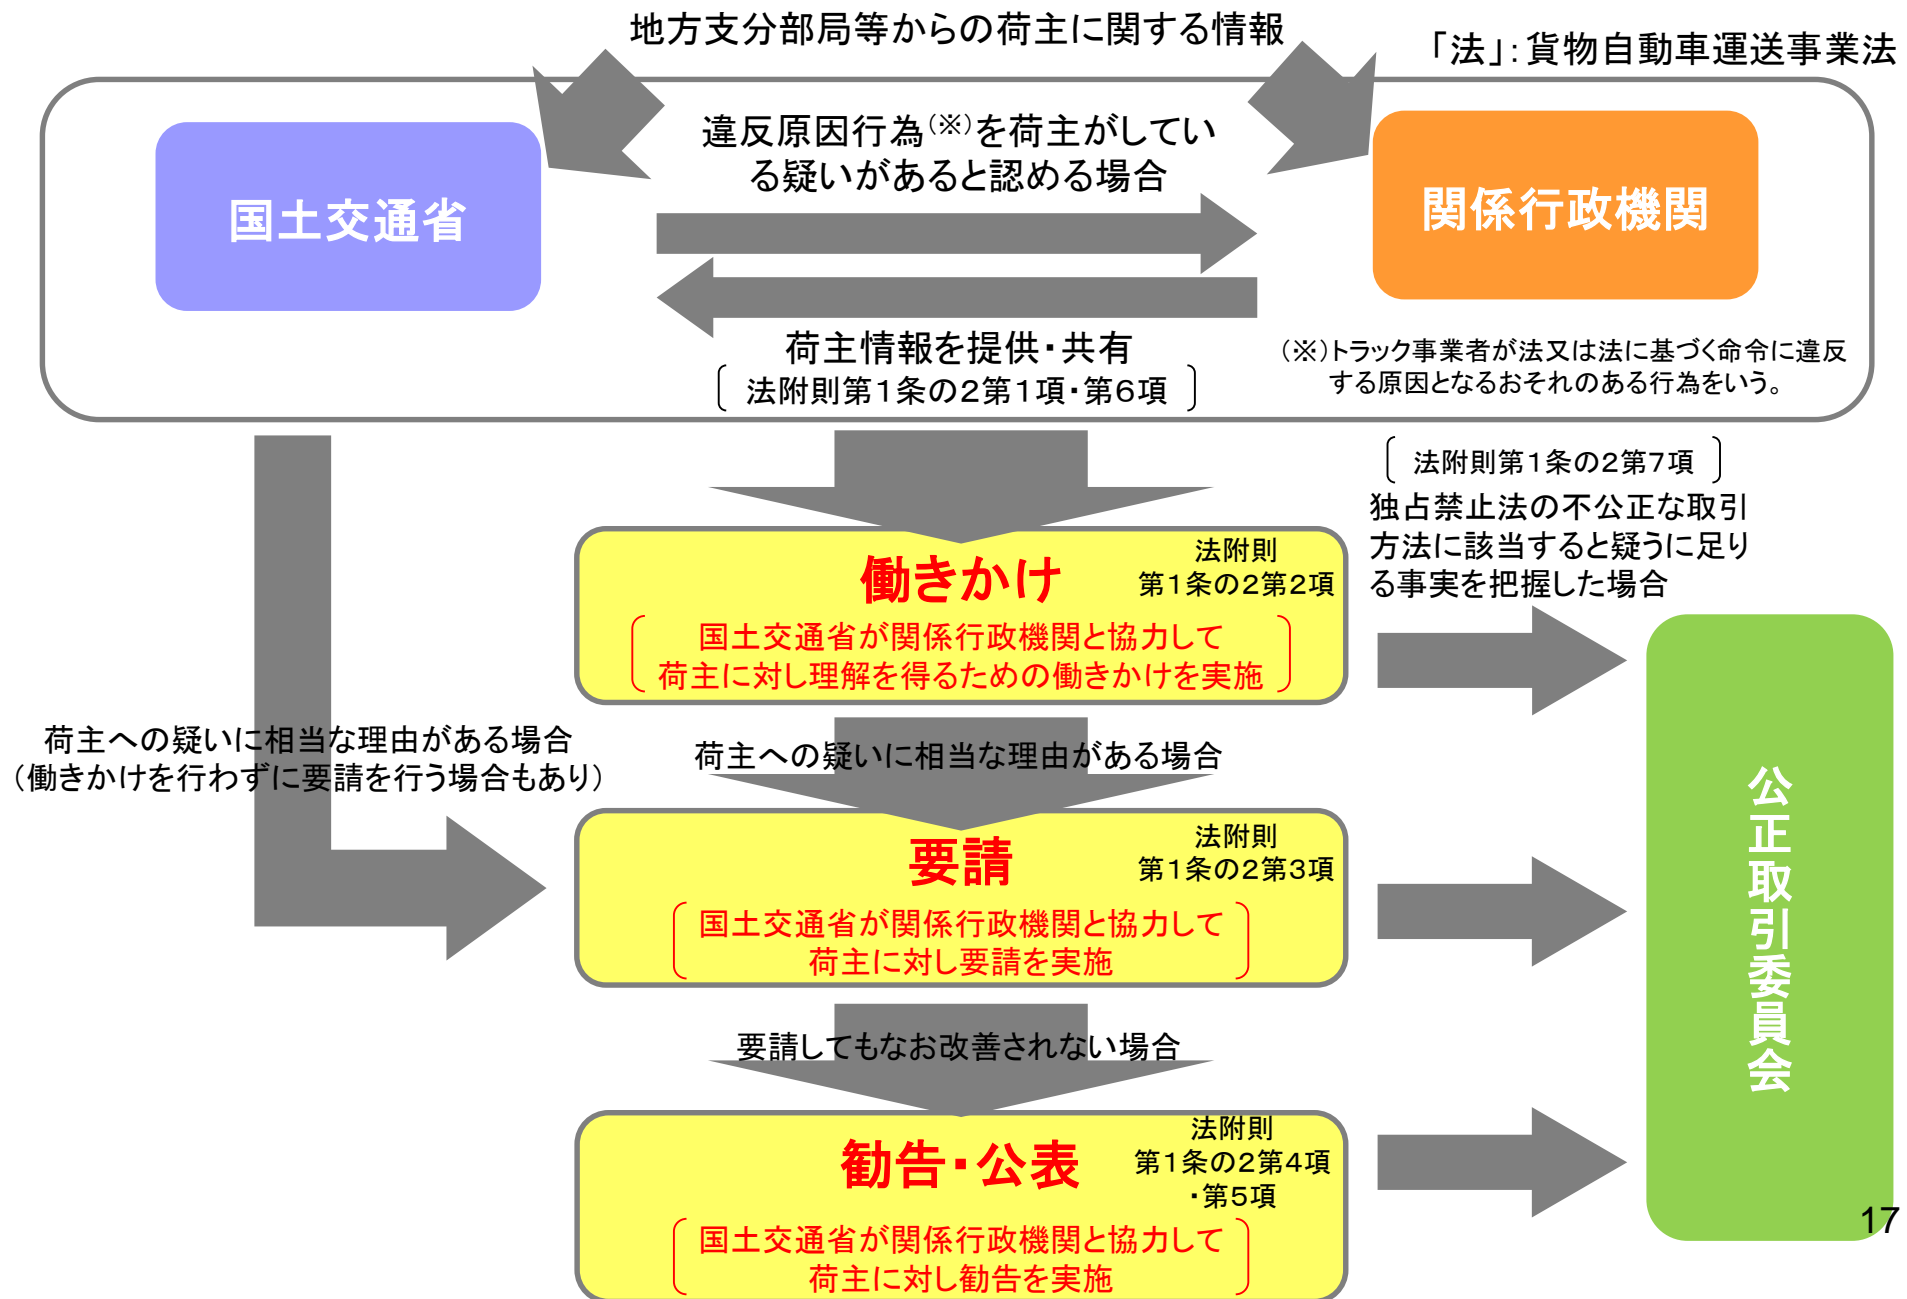 地方支分部局等からの荷主に関する情報
「法」：貨物自動車運送事業法
違反原因行為(※)を荷主がしてい
る疑いがあると認める場合
国土交通省
関係行政機関
荷主情報を提供・共有
法附則第１条の２第１項・第６項
（※）トラック事業者が法又は法に基づく命令に違反
する原因となるおそれのある行為をいう。
法附則第１条の２第７項
独占禁止法の不公正な取引
方法に該当すると疑うに足り
る事実を把握した場合
働きかけ
法附則
第１条の２第２項
国土交通省が関係行政機関と協力して
荷主に対し理解を得るための働きかけを実施
荷主への疑いに相当な理由がある場合
（働きかけを行わずに要請を行う場合もあり）
荷主への疑いに相当な理由がある場合
要請
法附則
第１条の２第３項
国土交通省が関係行政機関と協力して
荷主に対し要請を実施
公正取引委員会
要請してもなお改善されない場合
勧告・公表
法附則
第１条の２第４項
・第５項
国土交通省が関係行政機関と協力して
荷主に対し勧告を実施
17